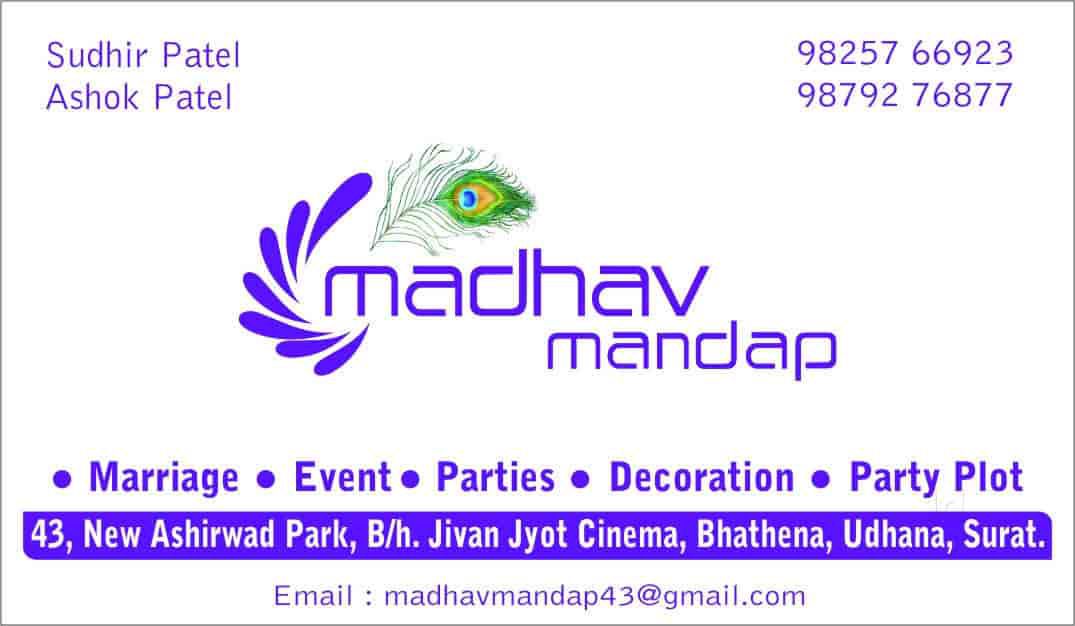 Sudhir Patel 98257 66923
Ashok Patel 98792 76877
madhav
mandap
● Marriage ● Event ● Parties ● Decoration ● Party Plot
43, New Ashirwad Park, B/h. Jivan Jyot Cinema, Bhathena, Udhana, Surat.
Email : madhavmandap43@gmail.com